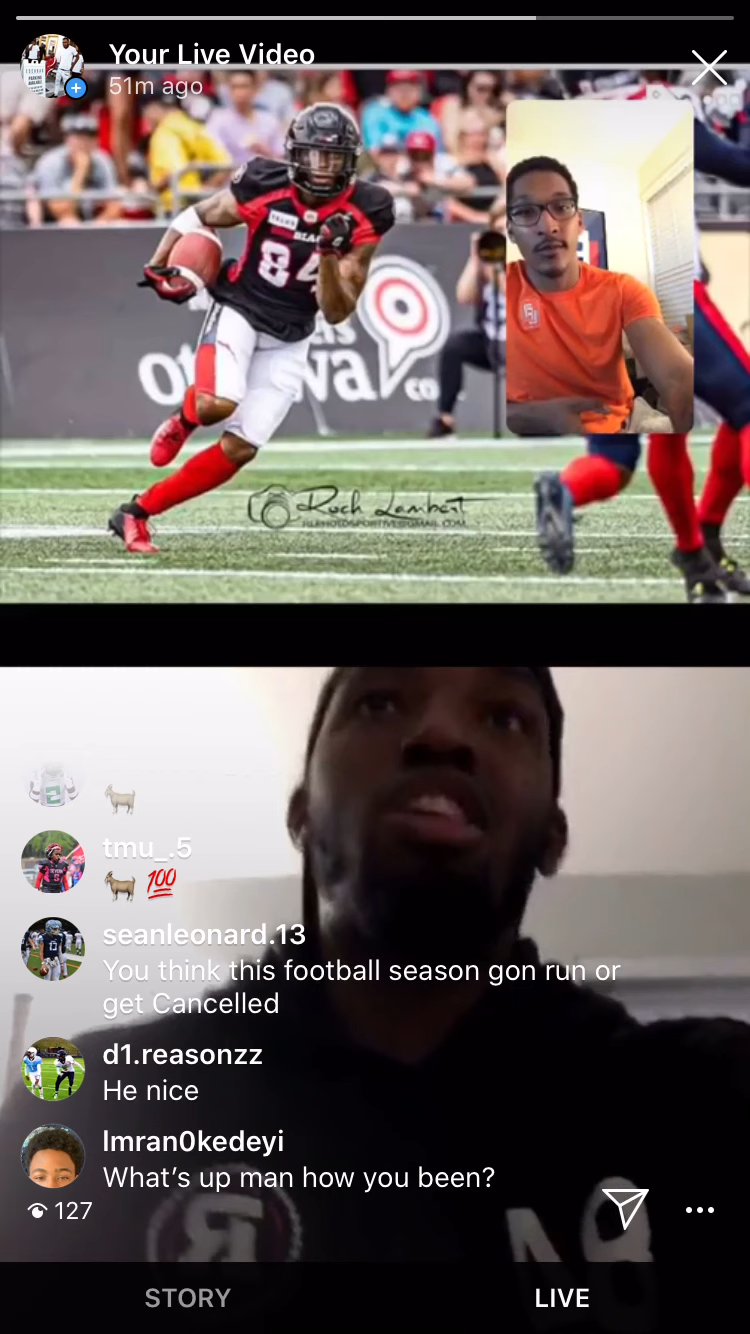 Your Live Video
51m ago
84
Ottawa
Roch Lambert
tmu_.5
100
seanleonard.13
You think this football season gon run or
get Cancelled
d1.reasonzz
He nice
Imran0kedeyi
What's up man how you been?
127
STORY
LIVE